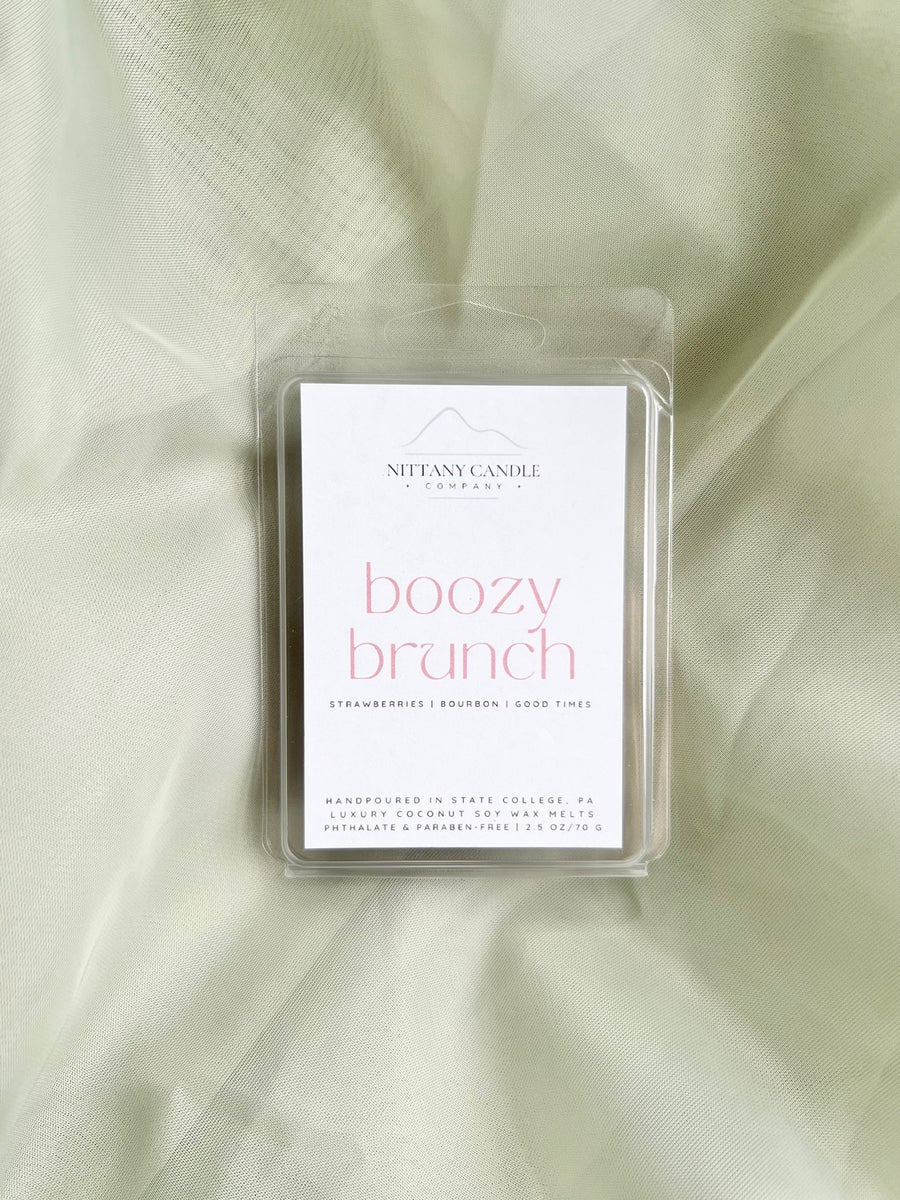 NITTANY CANDLE
• COMPANY •
boozy
brunch
STRAWBERRIES | BOURBON | GOOD TIMES
HANDPOURED IN STATE COLLEGE, PA
LUXURY COCONUT SOY WAX MELTS
PHTHALATE & PARABEN-FREE | 2.5 OZ/70 G